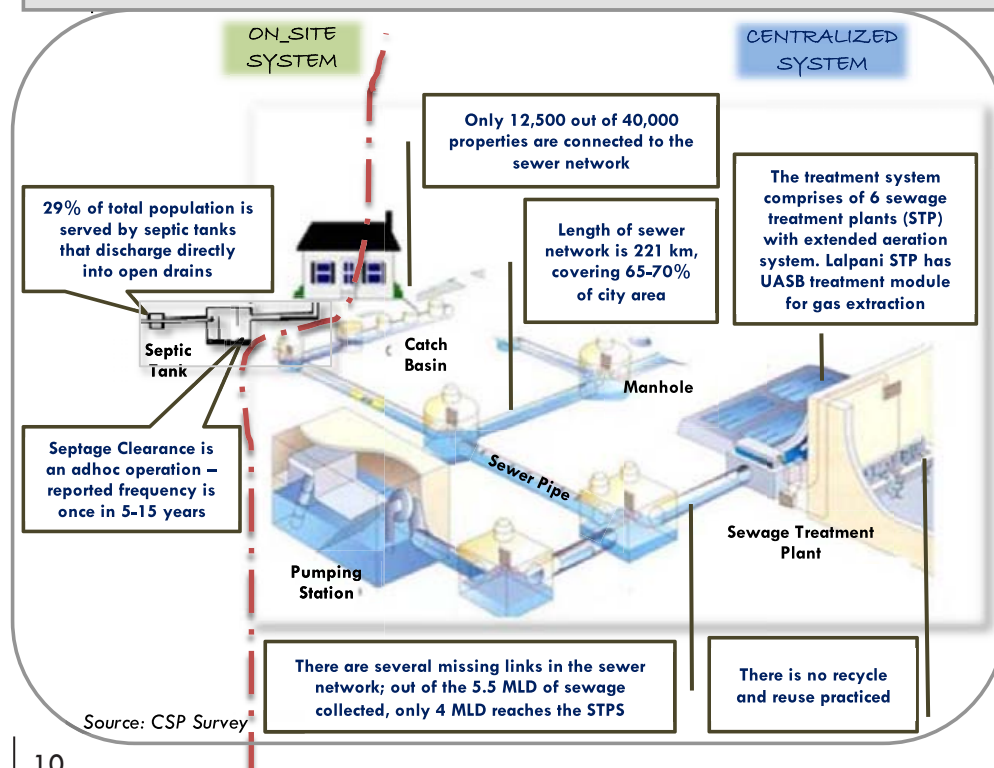 ON_SITE
SYSTEM
CENTRALIZED
SYSTEM
Only 12,500 out of 40,000
properties are connected to the
sewer network
29% of total population is
served by septic tanks
that discharge directly
into open drains
Length of sewer
network is 221 km,
covering 65-70%
of city area
The treatment system
comprises of 6 sewage
treatment plants (STP)
with extended aeration
system. Lalpani STP has
UASB treatment module
for gas extraction
Septic
Tank
Catch
Basin
Manhole
Septage Clearance is
an adhoc operation –
reported frequency is
once in 5-15 years
Sewer Pipe
Sewage Treatment
Plant
Pumping
Station
There are several missing links in the sewer
network; out of the 5.5 MLD of sewage
collected, only 4 MLD reaches the STPS
There is no recycle
and reuse practiced
Source: CSP Survey
10